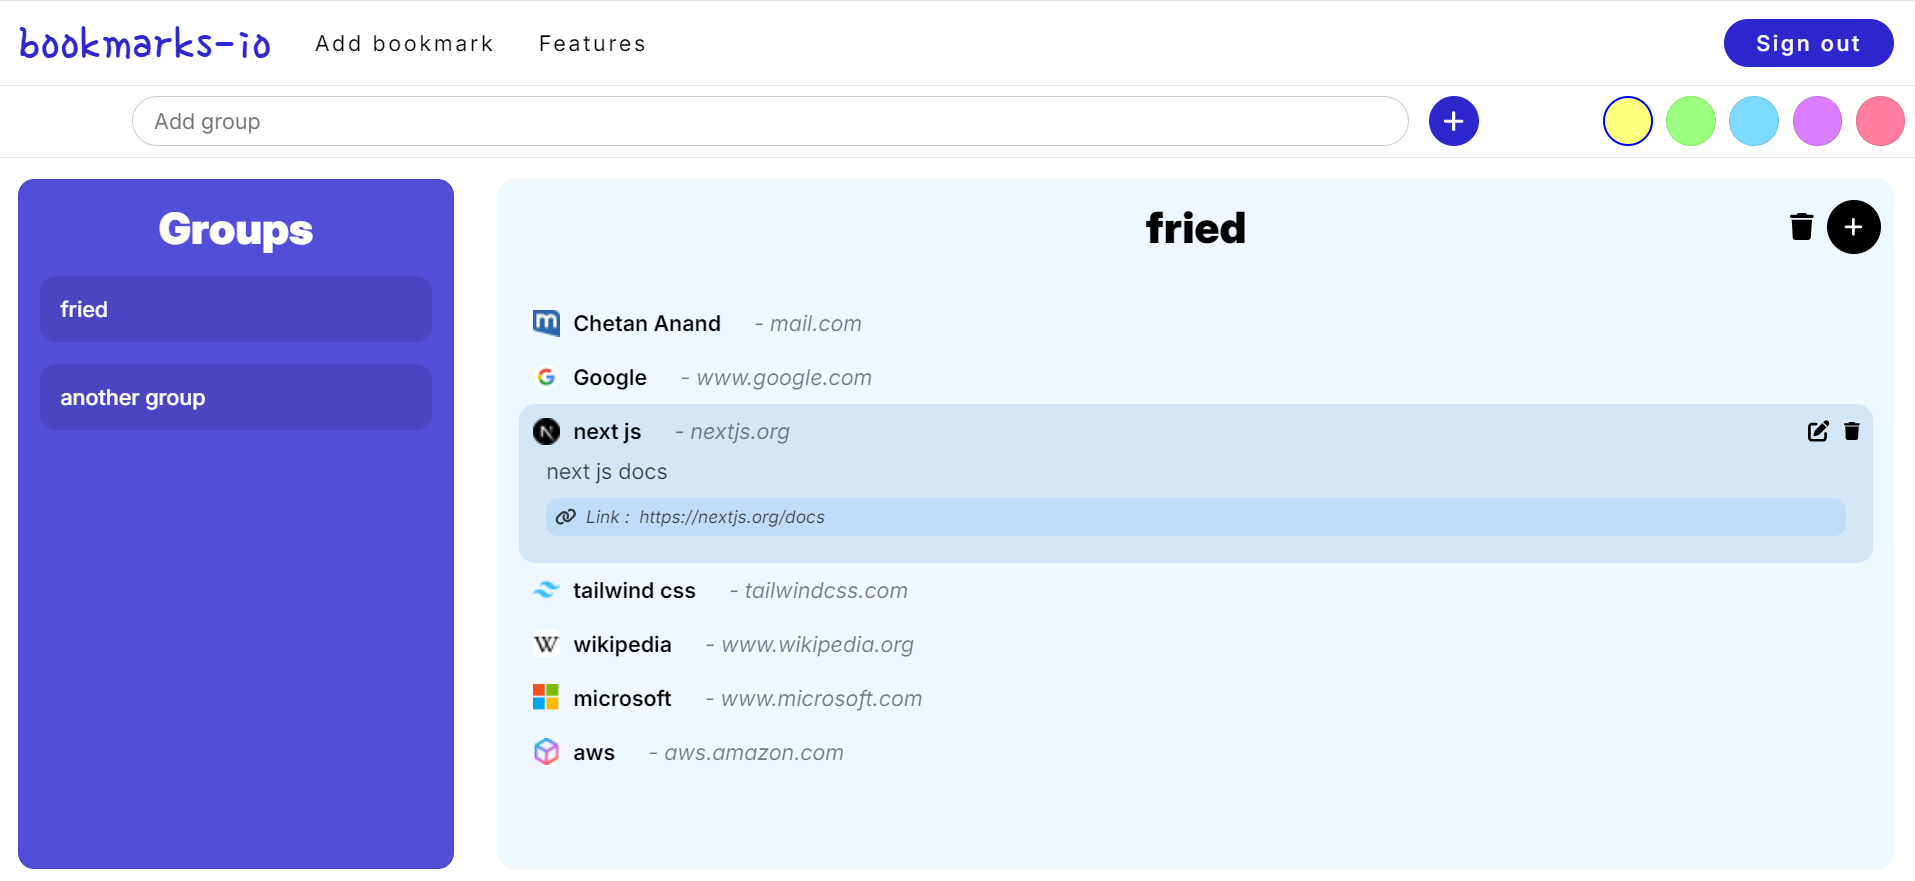 bookmarks-io Add bookmark Features Sign out
Add group
Groups
fried
another group
fried
Chetan Anand - mail.com
Google - www.google.com
next js - nextjs.org
next js docs
Link : https://nextjs.org/docs
tailwind css - tailwindcss.com
wikipedia - www.wikipedia.org
microsoft - www.microsoft.com
aws - aws.amazon.com